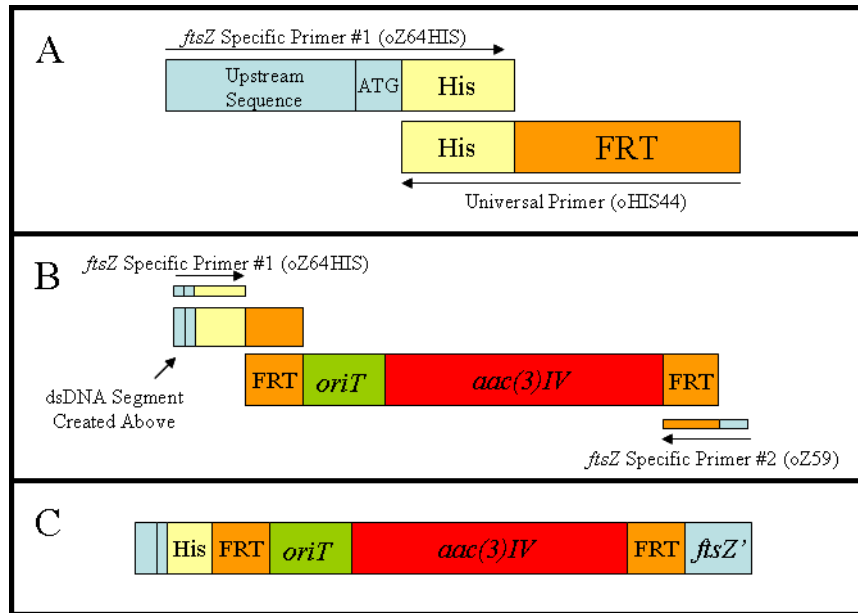 A
ftsZ Specific Primer #1 (oZ64HIS)
Upstream
Sequence
ATG
His
His
FRT
Universal Primer (oHIS44)
B
ftsZ Specific Primer #1 (oZ64HIS)
dsDNA Segment
Created Above
FRT
oriT
aac(3)IV
FRT
ftsZ Specific Primer #2 (oZ59)
C
His
FRT
oriT
aac(3)IV
FRT
ftsZ’